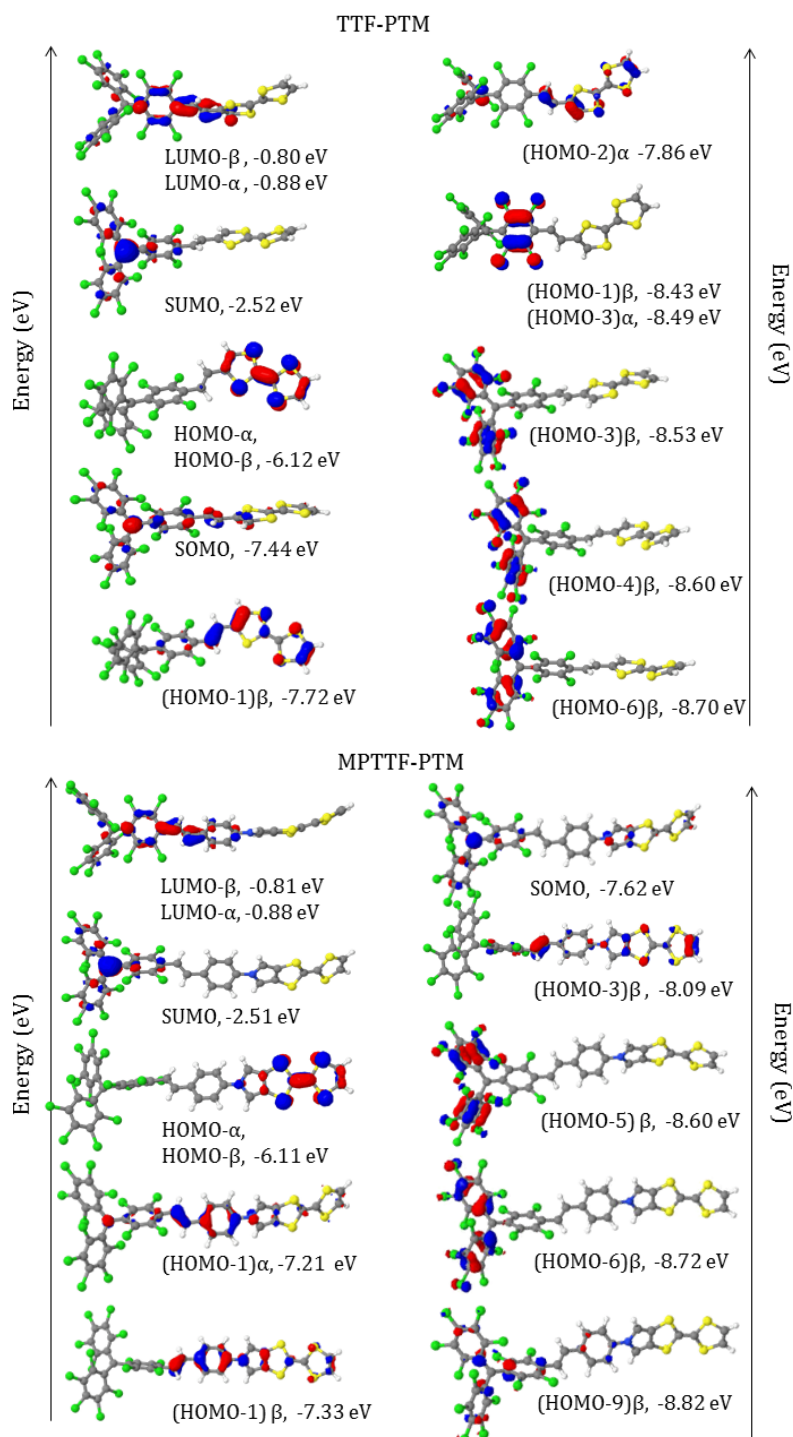 TTF-PTM
Energy (eV)
LUMO-β, -0.80 eV
LUMO-α, -0.88 eV
SUMO, -2.52 eV
HOMO-α,
HOMO-β, -6.12 eV
SOMO, -7.44 eV
(HOMO-1)β, -7.72 eV
(HOMO-2)α -7.86 eV
(HOMO-1)β, -8.43 eV
(HOMO-3)α, -8.49 eV
(HOMO-3)β, -8.53 eV
(HOMO-4)β, -8.60 eV
(HOMO-6)β, -8.70 eV
Energy (eV)
MPTTF-PTM
Energy (eV)
LUMO-β, -0.81 eV
LUMO-α, -0.88 eV
SUMO, -2.51 eV
HOMO-α,
HOMO-β, -6.11 eV
(HOMO-1)α, -7.21 eV
(HOMO-1) β, -7.33 eV
SOMO, -7.62 eV
(HOMO-3)β, -8.09 eV
(HOMO-5) β, -8.60 eV
(HOMO-6)β, -8.72 eV
(HOMO-9)β, -8.82 eV
Energy (eV)